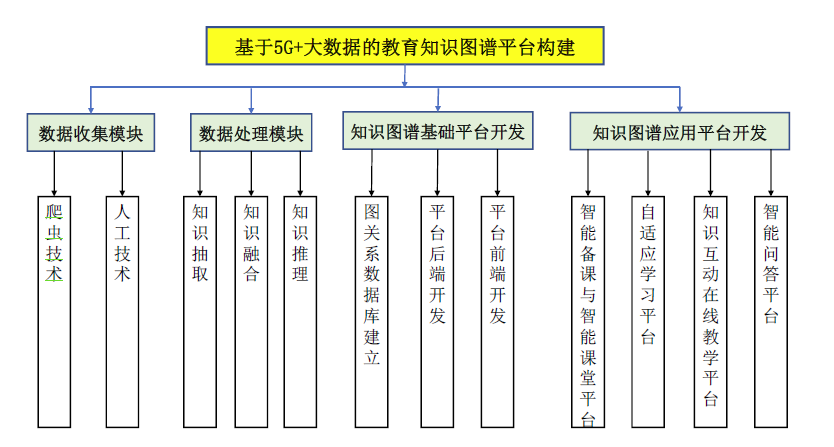 基于5G+大数据的教育知识图谱平台构建
数据收集模块
数据处理模块
知识图谱基础平台开发
知识图谱应用平台开发
爬虫技术
人工技术
知识抽取
知识融合
知识推理
图关系数据库建立
平台后端开发
平台前端开发
智能备课与智能课堂平台
自适应学习平台
知识互动在线教学平台
智能问答平台